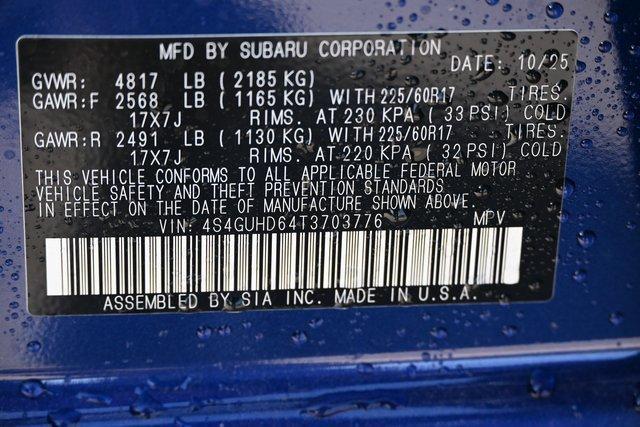 MFD BY SUBARU CORPORATION DATE: 10/25
GVWR: 4817 LB (2185 KG)
GAWR:F 2568 LB (1165 KG) WITH 225/60R17 TIRES.
17X7J RIMS. AT 230 KPA ( 33 PSI) COLD
GAWR:R 2491 LB (1130 KG) WITH 225/60R17 TIRES.
17X7J RIMS. AT 220 KPA ( 32 PSI) COLD
THIS VEHICLE CONFORMS TO ALL APPLICABLE FEDERAL MOTOR
VEHICLE SAFETY AND THEFT PREVENTION STANDARDS
IN EFFECT ON THE DATE OF MANUFACTURE SHOWN ABOVE.
VIN: 4S4GUHD64T3703776 MPV
ASSEMBLED BY SIA INC. MADE IN U.S.A.